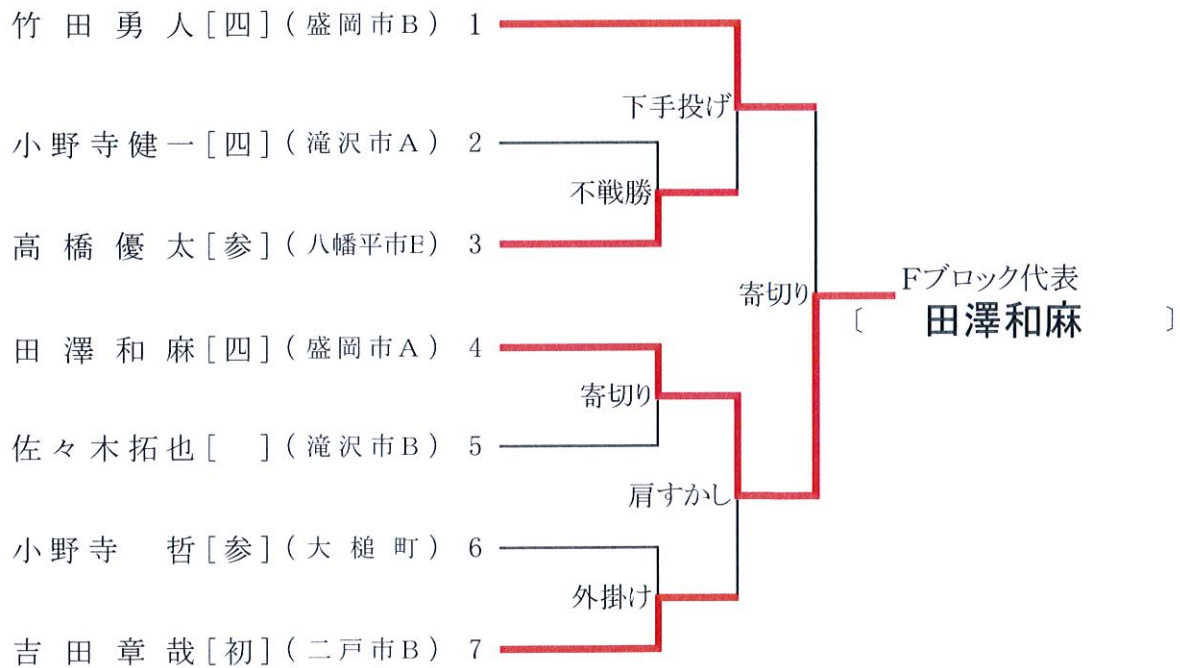 竹田勇人[四](盛岡市B) 1
下手投げ
小野寺健一[四](滝沢市A) 2
不戦勝
高橋優太[参](八幡平市E) 3
寄切り
Fブロック代表
〔 田澤和麻 〕
田澤和麻[四](盛岡市A) 4
寄切り
佐々木拓也[ ](滝沢市B) 5
肩すかし
小野寺 哲[参](大槌町) 6
外掛け
吉田章哉[初](二戸市B) 7